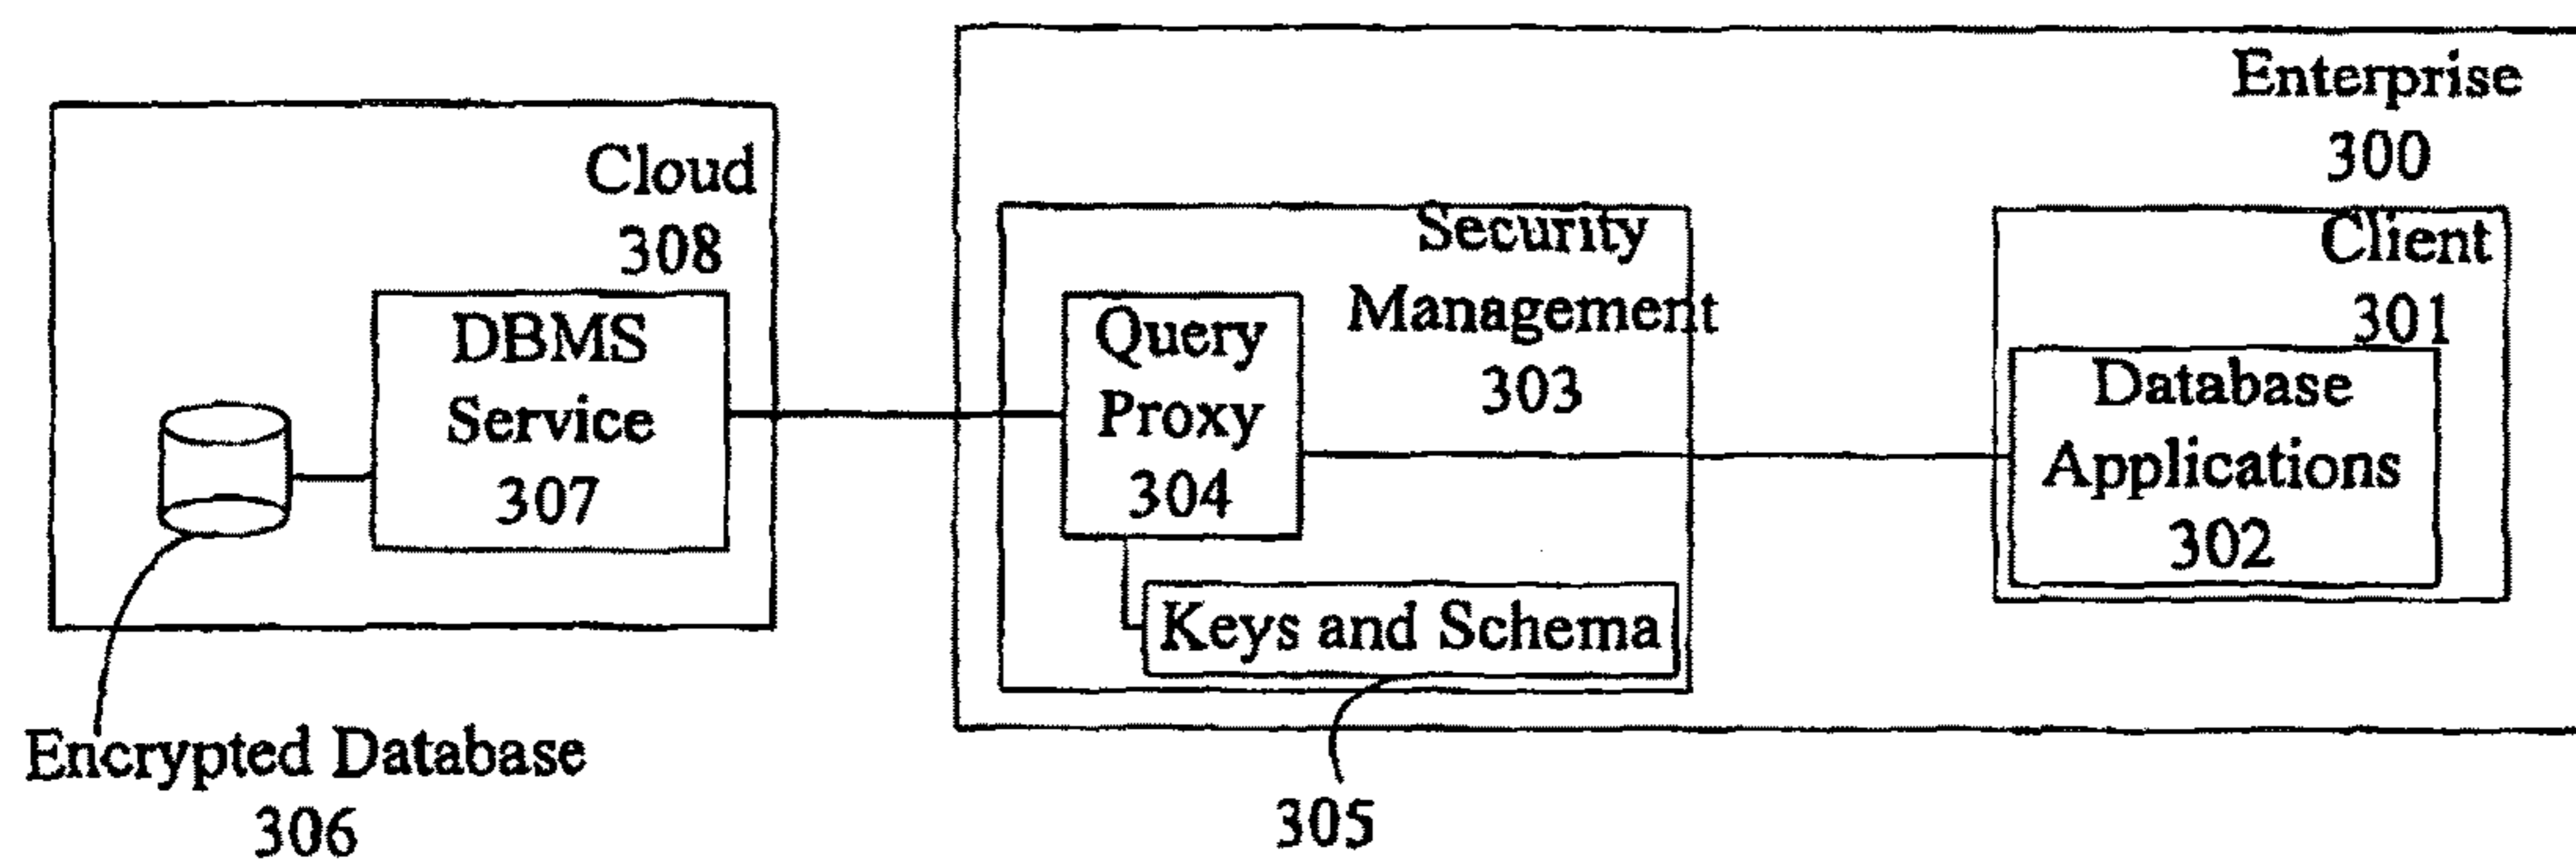 Enterprise
300
Cloud
308
Security
Management
303
Client
301
DBMS
Service
307
Query
Proxy
304
Database
Applications
302
Keys and Schema
Encrypted Database
306
305